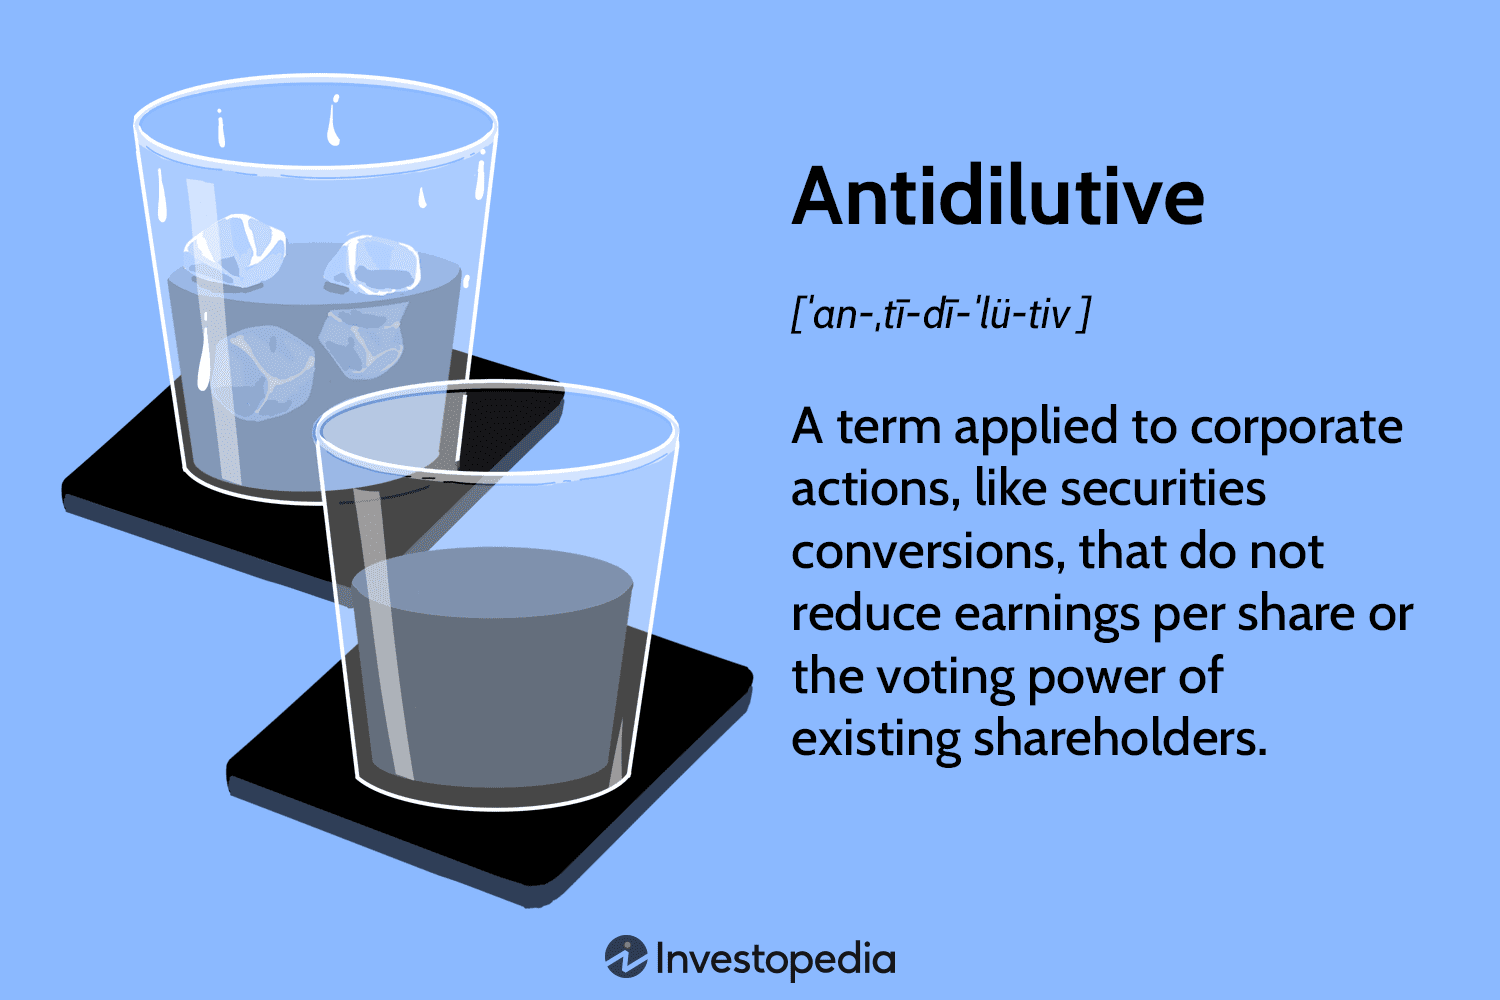 Antidilutive
[ˈan-ˌtī-dī-ˈlü-tiv ]
A term applied to corporate
actions, like securities
conversions, that do not
reduce earnings per share or
the voting power of
existing shareholders.
Investopedia